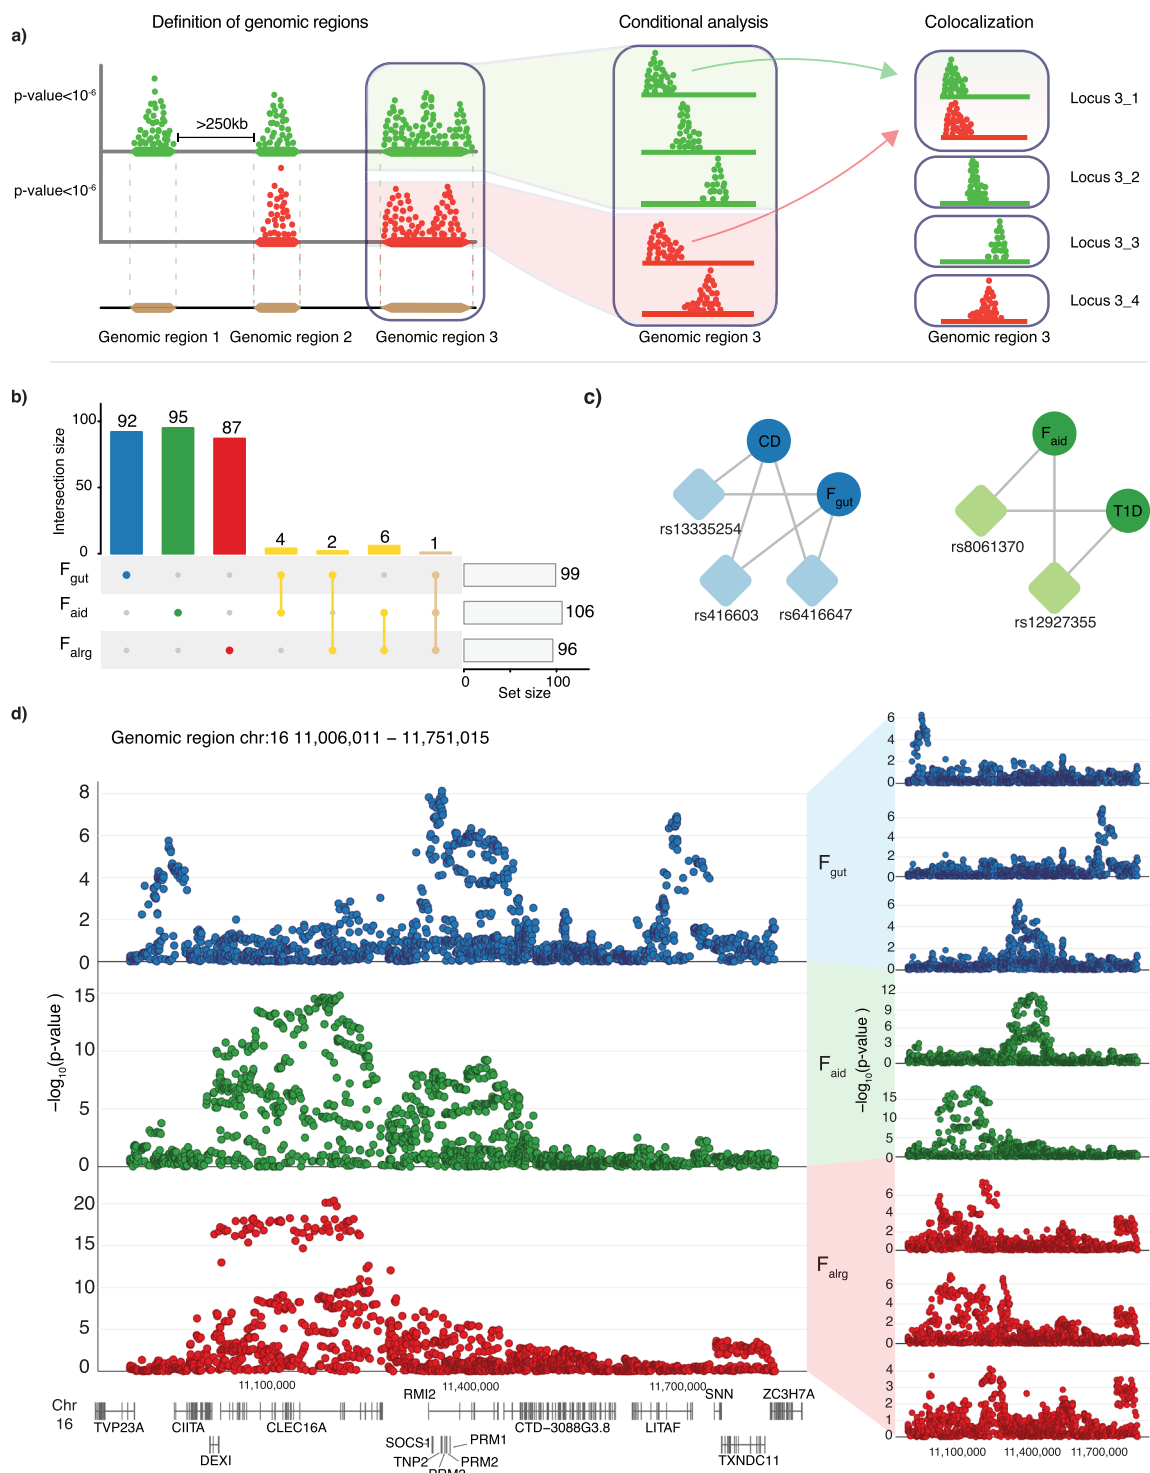 a)
Definition of genomic regions
Conditional analysis
Colocalization
p-value<10⁻⁶
>250kb
p-value<10⁻⁶
Genomic region 1
Genomic region 2
Genomic region 3
Genomic region 3
Locus 3_1
Locus 3_2
Locus 3_3
Locus 3_4
Genomic region 3
b)
Intersection size
100
50
0
92
95
87
4
2
6
1
F gut
F aid
F alrg
99
106
96
0
100
Set size
c)
CD
F gut
rs13335254
rs416603
rs6416647
F aid
T1D
rs8061370
rs12927355
d)
Genomic region chr:16 11,006,011 − 11,751,015
−log₁₀(p-value )
8
6
4
2
0
15
10
5
0
20
15
10
5
0
11,100,000
11,400,000
11,700,000
Chr
16
TVP23A
CIITA
DEXI
CLEC16A
RMI2
SOCS1
TNP2
PRM3
PRM2
PRM1
CTD−3088G3.8
LITAF
SNN
TXNDC11
ZC3H7A
F gut
F aid
F alrg
−log₁₀(p-value )
6
4
2
0
6
4
2
0
6
4
2
0
12
9
6
3
0
15
10
5
0
6
4
2
0
6
4
2
0
4
3
2
1
0
11,100,000
11,400,000
11,700,000